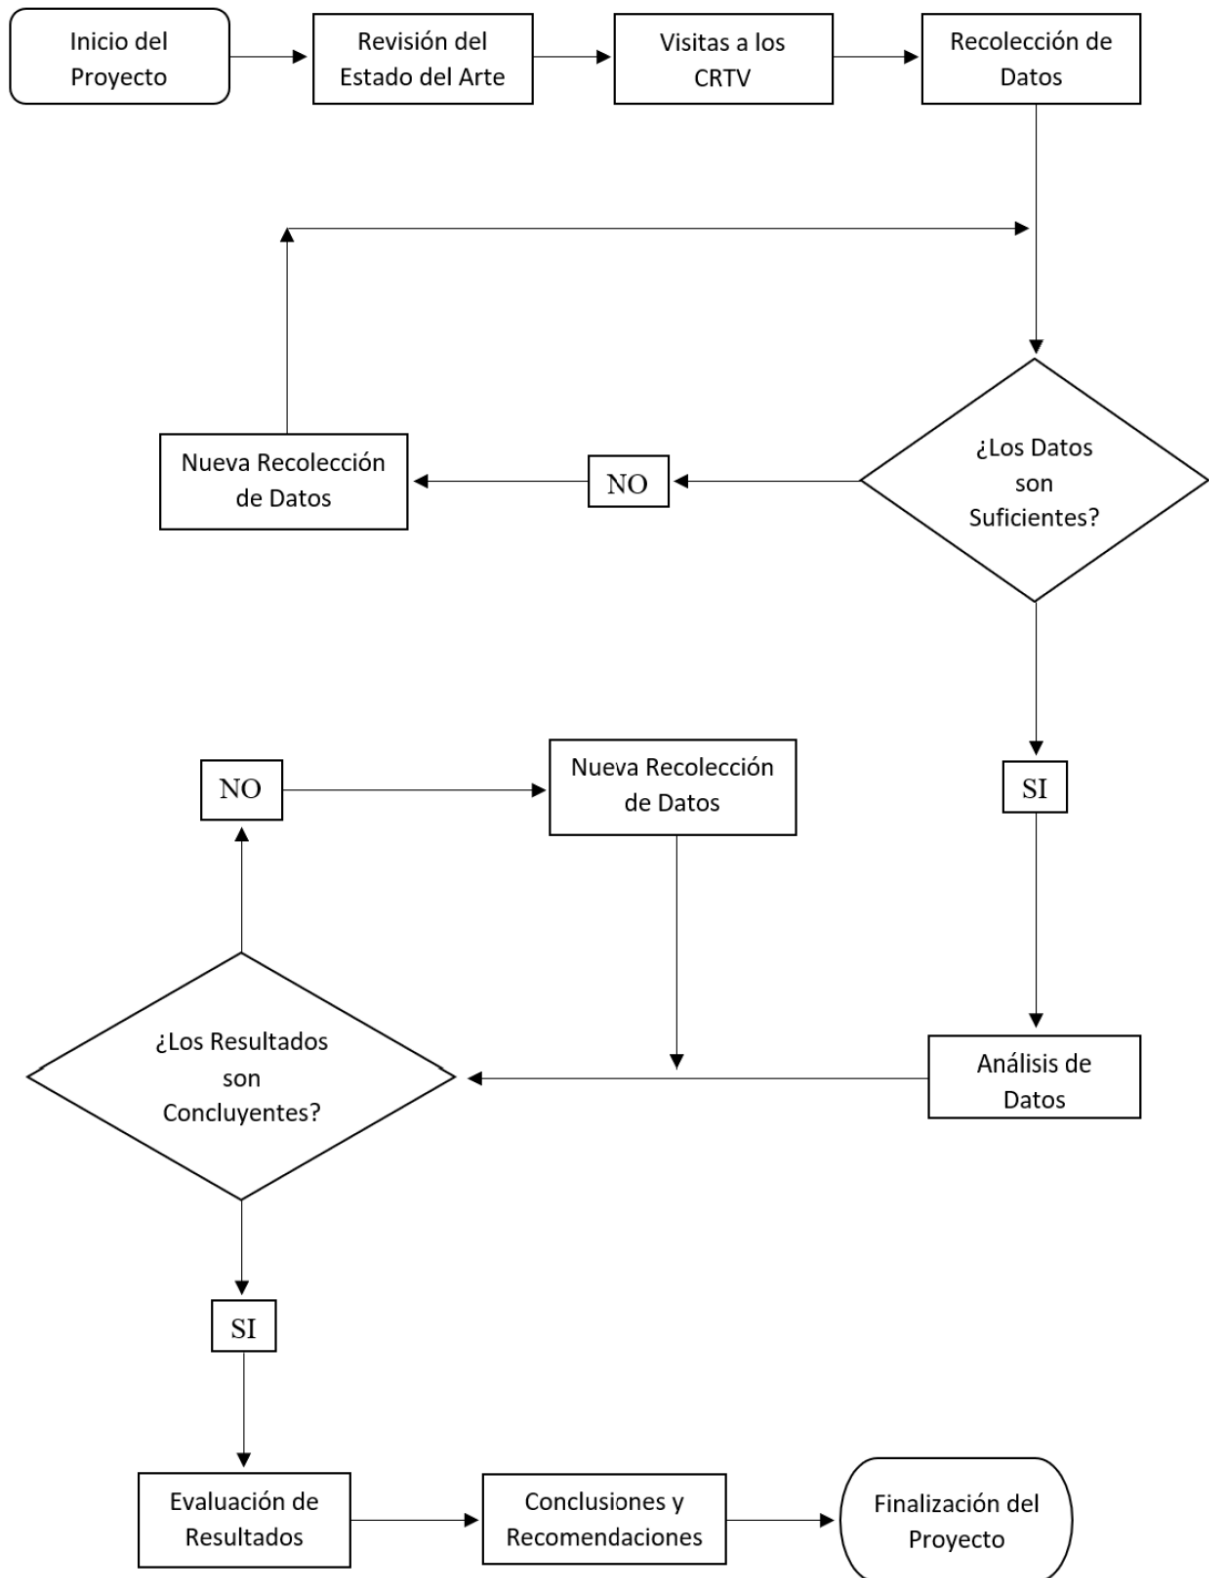 Inicio del
Proyecto
Revisión del
Estado del Arte
Visitas a los
CRTV
Recolección de
Datos
¿Los Datos
son
Suficientes?
NO
Nueva Recolección
de Datos
SI
Análisis de
Datos
¿Los Resultados
son
Concluyentes?
NO
Nueva Recolección
de Datos
SI
Evaluación de
Resultados
Conclusiones y
Recomendaciones
Finalización del
Proyecto